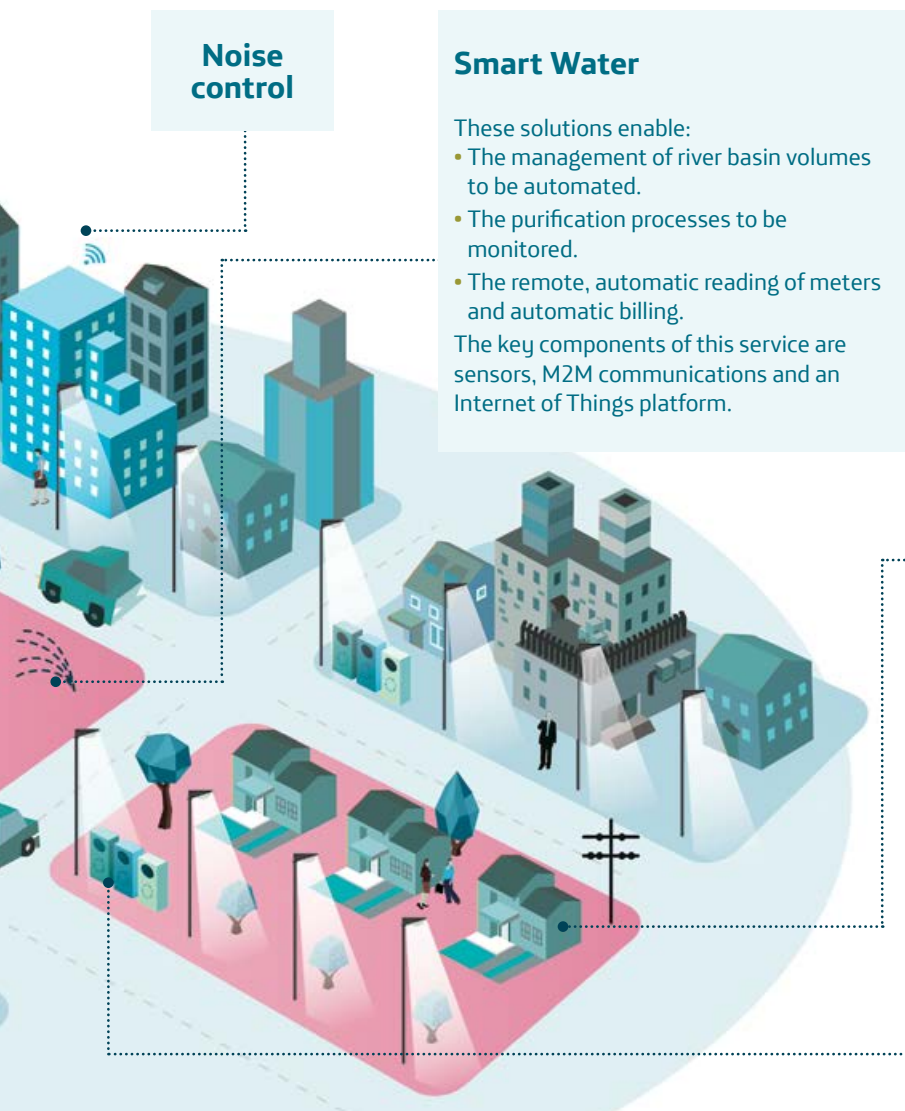 Noise
control
Smart Water
These solutions enable:
• The management of river basin volumes
to be automated.
• The purification processes to be
monitored.
• The remote, automatic reading of meters
and automatic billing.
The key components of this service are
sensors, M2M communications and an
Internet of Things platform.